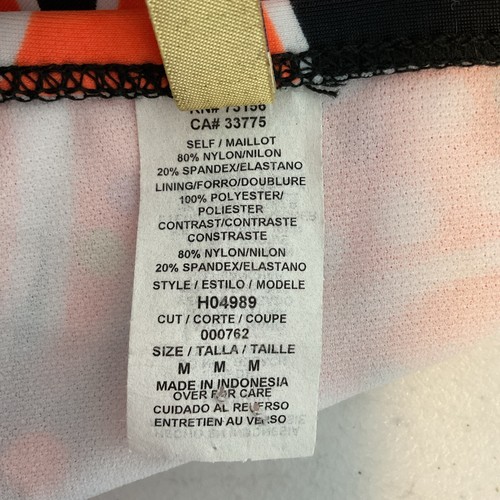 RN# 73156
CA# 33775
SELF / MAILLOT
80% NYLON/NILON
20% SPANDEX/ELASTANO
LINING/FORRO/DOUBLURE
100% POLYESTER/
POLIESTER
CONTRAST/CONTRASTE
CONSTRASTE
80% NYLON/NILON
20% SPANDEX/ELASTANO
STYLE / ESTILO / MODELE
H04989
CUT / CORTE / COUPE
000762
SIZE / TALLA / TAILLE
M M M
MADE IN INDONESIA
OVER FOR CARE
CUIDADO AL REVERSO
ENTRETIEN AU VERSO